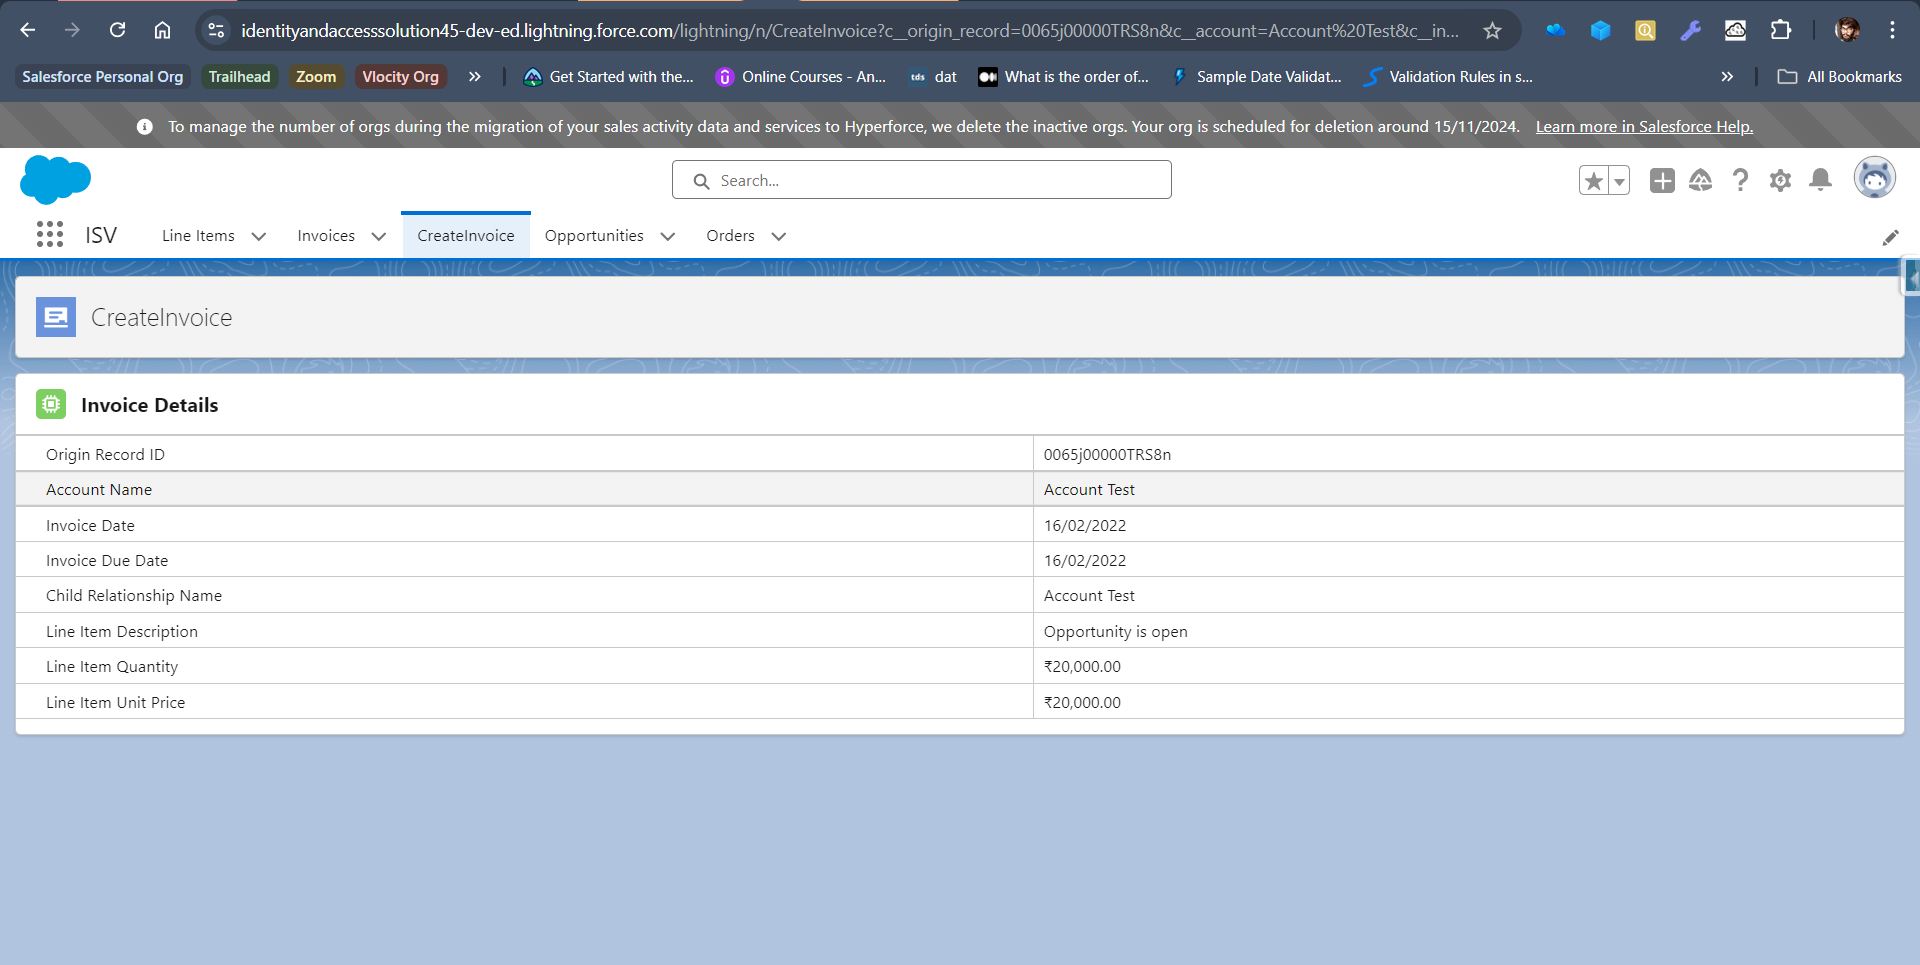 identityandaccesssolution45-dev-ed.lightning.force.com/lightning/n/CreateInvoice?c__origin_record=0065j00000TRS8n&c__account=Account%20Test&c__in...
Salesforce Personal Org Trailhead Zoom Vlocity Org » Get Started with the... Online Courses - An... tds dat What is the order of... Sample Date Validat... Validation Rules in s... » All Bookmarks
To manage the number of orgs during the migration of your sales activity data and services to Hyperforce, we delete the inactive orgs. Your org is scheduled for deletion around 15/11/2024. Learn more in Salesforce Help.
Search...
ISV Line Items Invoices CreateInvoice Opportunities Orders
CreateInvoice
Invoice Details
Origin Record ID 0065j00000TRS8n
Account Name Account Test
Invoice Date 16/02/2022
Invoice Due Date 16/02/2022
Child Relationship Name Account Test
Line Item Description Opportunity is open
Line Item Quantity ₹20,000.00
Line Item Unit Price ₹20,000.00